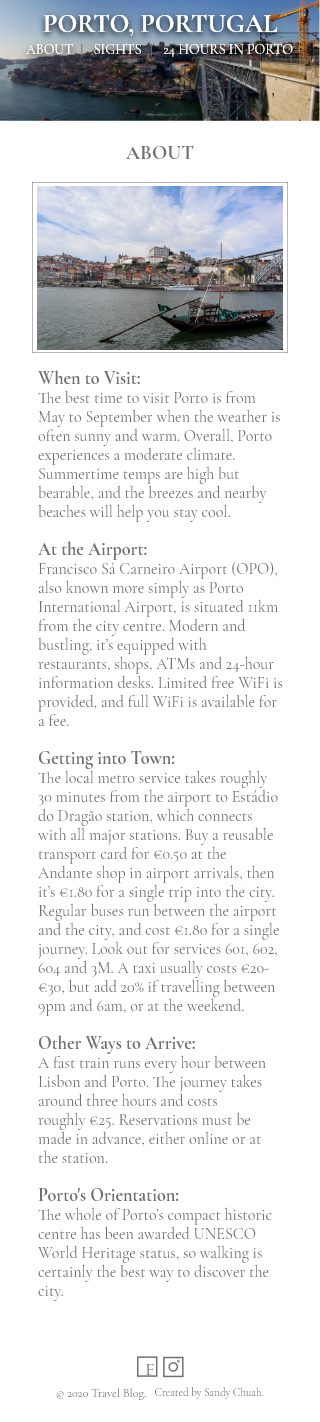 PORTO, PORTUGAL
ABOUT | SIGHTS | 24 HOURS IN PORTO
ABOUT
When to Visit:
The best time to visit Porto is from
May to September when the weather is
often sunny and warm. Overall, Porto
experiences a moderate climate.
Summertime temps are high but
bearable, and the breezes and nearby
beaches will help you stay cool.
At the Airport:
Francisco Sá Carneiro Airport (OPO),
also known more simply as Porto
International Airport, is situated 11km
from the city centre. Modern and
bustling, it's equipped with
restaurants, shops, ATMs and 24-hour
information desks. Limited free WiFi is
provided, and full WiFi is available for
a fee.
Getting into Town:
The local metro service takes roughly
30 minutes from the airport to Estádio
do Dragão station, which connects
with all major stations. Buy a reusable
transport card for €0.50 at the
Andante shop in airport arrivals, then
it's €1.80 for a single trip into the city.
Regular buses run between the airport
and the city, and cost €1.80 for a single
journey. Look out for services 601, 602,
604 and 3M. A taxi usually costs €20-
€30, but add 20% if travelling between
9pm and 6am, or at the weekend.
Other Ways to Arrive:
A fast train runs every hour between
Lisbon and Porto. The journey takes
around three hours and costs
roughly €25. Reservations must be
made in advance, either online or at
the station.
Porto's Orientation:
The whole of Porto's compact historic
centre has been awarded UNESCO
World Heritage status, so walking is
certainly the best way to discover the
city.
F
© 2020 Travel Blog. Created by Sandy Chuah.